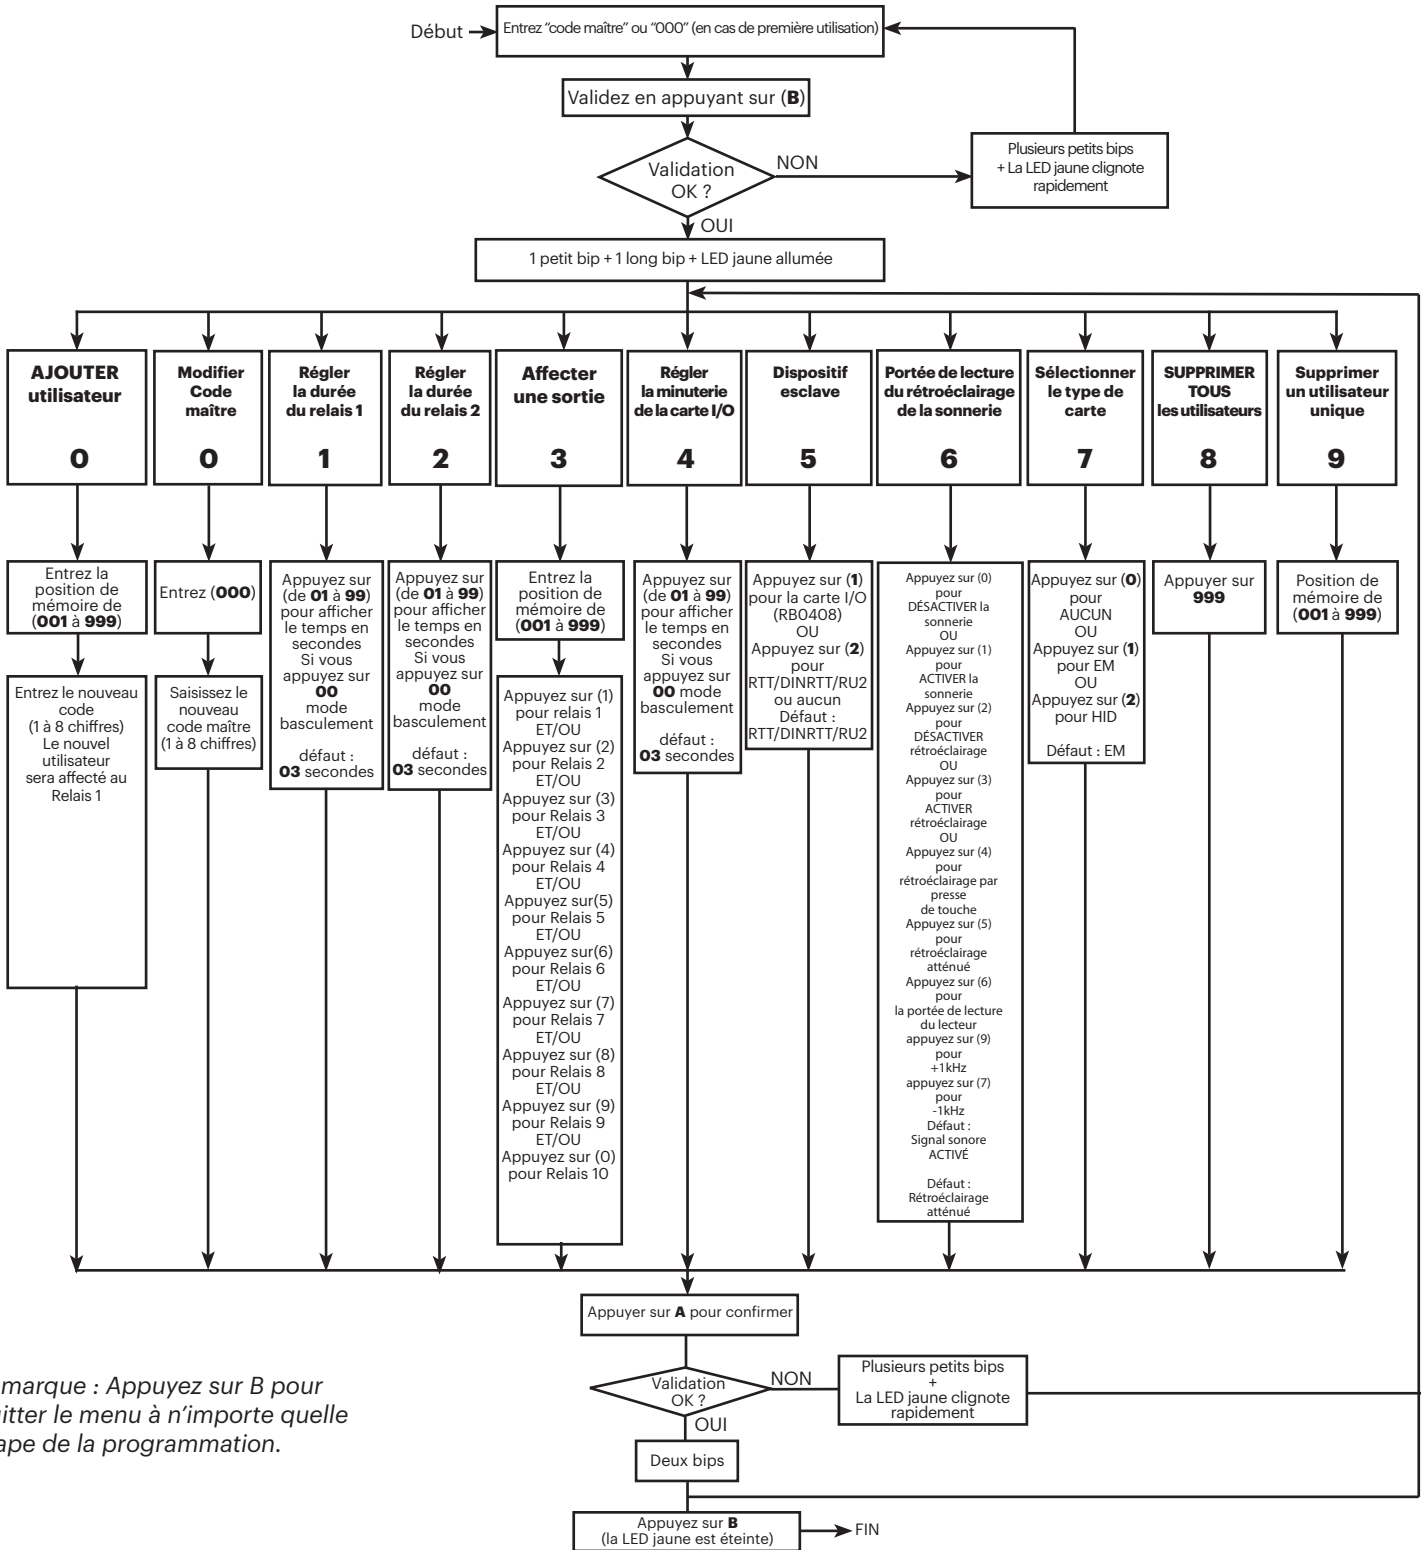 Début
Entrez “code maître” ou “000” (en cas de première utilisation)
Validez en appuyant sur (B)
Validation
OK ?
NON
Plusieurs petits bips
+ La LED jaune clignote
rapidement
OUI
1 petit bip + 1 long bip + LED jaune allumée
AJOUTER
utilisateur
0
Modifier
Code
maître
0
Régler
la durée
du relais 1
1
Régler
la durée
du relais 2
2
Affecter
une sortie
3
Régler
la minuterie
de la carte I/O
4
Dispositif
esclave
5
Portée de lecture
du rétroéclairage
de la sonnerie
6
Sélectionner
le type de
carte
7
SUPPRIMER
TOUS
les utilisateurs
8
Supprimer
un utilisateur
unique
9
Entrez la
position de
mémoire de
(001 à 999)
Entrez le nouveau
code
(1 à 8 chiffres)
Le nouvel
utilisateur
sera affecté au
Relais 1
Entrez (000)
Saisissez le
nouveau
code maître
(1 à 8 chiffres)
Appuyez sur
(de 01 à 99)
pour afficher
le temps en
secondes
Si vous
appuyez sur
00
mode
basculement
défaut :
03 secondes
Appuyez sur
(de 01 à 99)
pour afficher
le temps en
secondes
Si vous
appuyez sur
00
mode
basculement
défaut :
03 secondes
Entrez la
position de
mémoire de
(001 à 999)
Appuyez sur (1)
pour relais 1
ET/OU
Appuyez sur (2)
pour Relais 2
ET/OU
Appuyez sur (3)
pour Relais 3
ET/OU
Appuyez sur (4)
pour Relais 4
ET/OU
Appuyez sur(5)
pour Relais 5
ET/OU
Appuyez sur(6)
pour Relais 6
ET/OU
Appuyez sur (7)
pour Relais 7
ET/OU
Appuyez sur (8)
pour Relais 8
ET/OU
Appuyez sur (9)
pour Relais 9
ET/OU
Appuyez sur (0)
pour Relais 10
Appuyez sur
(de 01 à 99)
pour afficher
le temps en
secondes
Si vous
appuyez sur
00 mode
basculement
défaut :
03 secondes
Appuyez sur (1)
pour la carte I/O
(RB0408)
OU
Appuyez sur (2)
pour
RTT/DINRTT/RU2
ou aucun
Défaut :
RTT/DINRTT/RU2
Appuyez sur (0)
pour
DÉSACTIVER la
sonnerie
OU
Appuyez sur (1)
pour
ACTIVER la
sonnerie
Appuyez sur (2)
pour
DÉSACTIVER
rétroéclairage
OU
Appuyez sur (3)
pour
ACTIVER
rétroéclairage
OU
Appuyez sur (4)
pour
rétroéclairage par
presse
de touche
Appuyez sur (5)
pour
rétroéclairage
atténué
Appuyez sur (6)
pour
la portée de lecture
du lecteur
appuyez sur (9)
pour
+1kHz
appuyez sur (7)
pour
-1kHz
Défaut :
Signal sonore
ACTIVÉ
Défaut :
Rétroéclairage
atténué
Appuyez sur (0)
pour
AUCUN
OU
Appuyez sur (1)
pour EM
OU
Appuyez sur (2)
pour HID
Défaut : EM
Appuyer sur
999
Position de
mémoire de
(001 à 999)
Appuyer sur A pour confirmer
Validation
OK ?
NON
Plusieurs petits bips
+
La LED jaune clignote
rapidement
OUI
Deux bips
Appuyez sur B
(la LED jaune est éteinte)
FIN
marque : Appuyez sur B pour
itter le menu à n’importe quelle
ape de la programmation.